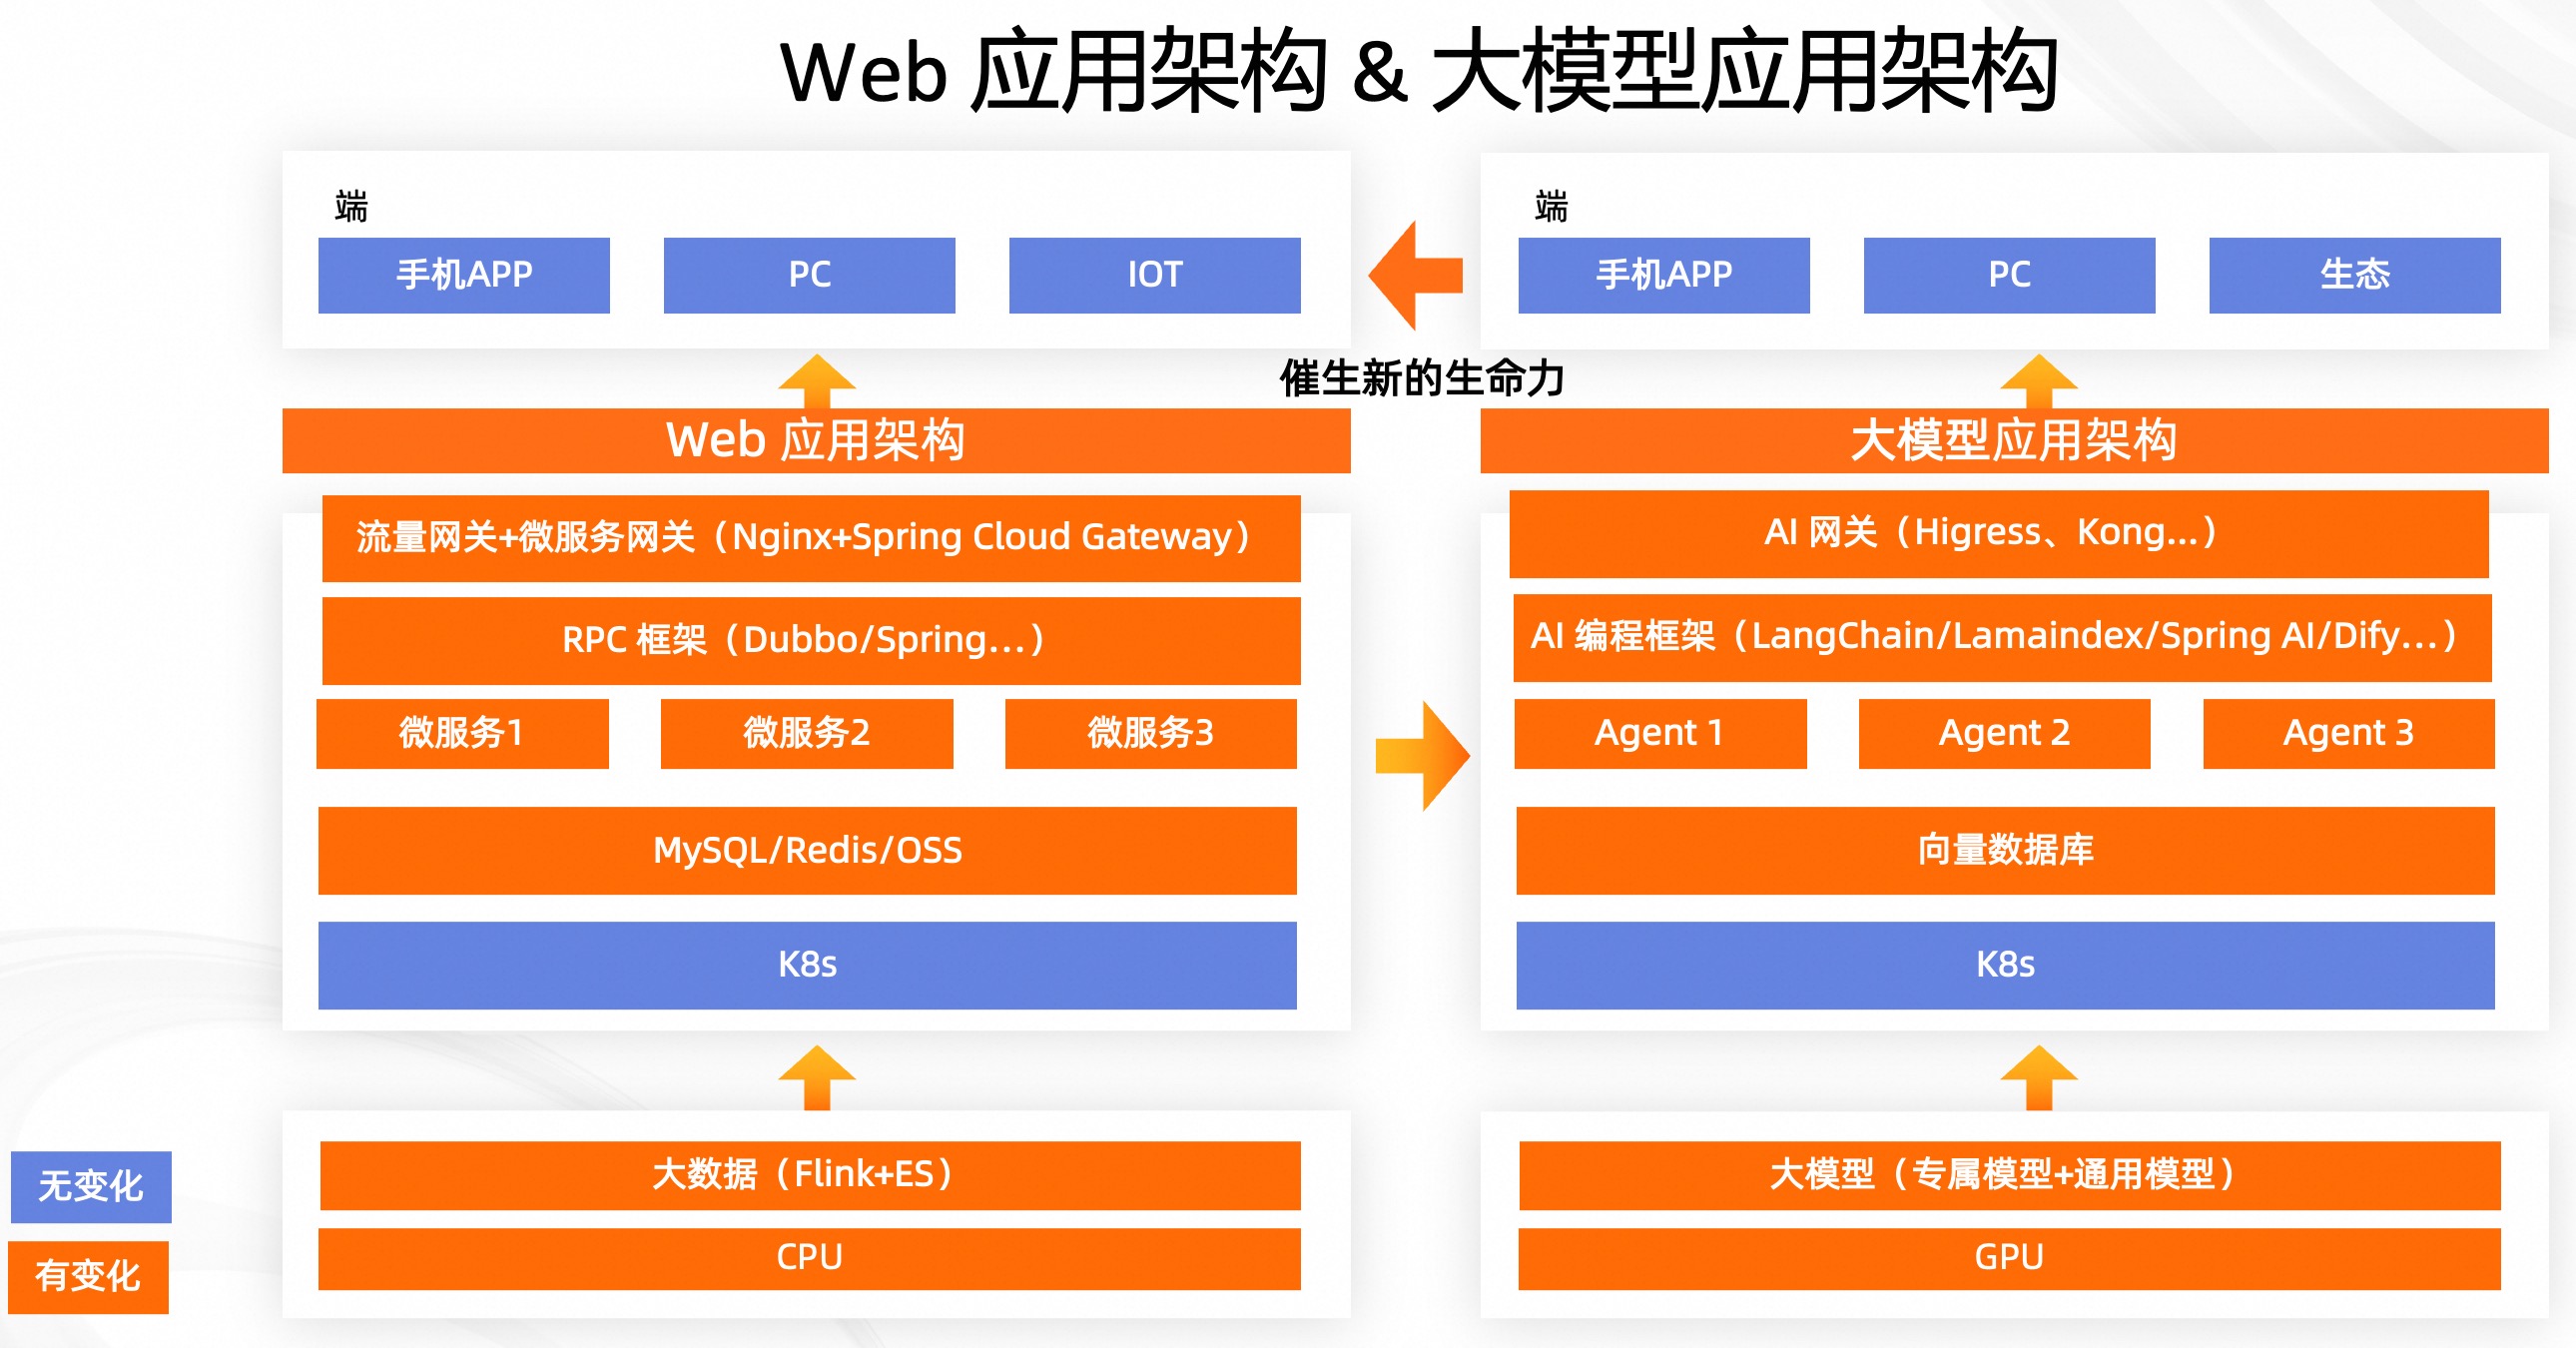 Web 应用架构 & 大模型应用架构
端
手机APP
PC
IOT
端
手机APP
PC
生态
催生新的生命力
Web 应用架构
流量网关+微服务网关（Nginx+Spring Cloud Gateway）
RPC 框架（Dubbo/Spring...）
微服务1
微服务2
微服务3
MySQL/Redis/OSS
K8s
大数据（Flink+ES）
CPU
大模型应用架构
AI 网关（Higress、Kong...）
AI 编程框架（LangChain/Lamaindex/Spring AI/Dify...）
Agent 1
Agent 2
Agent 3
向量数据库
K8s
大模型（专属模型+通用模型）
GPU
无变化
有变化